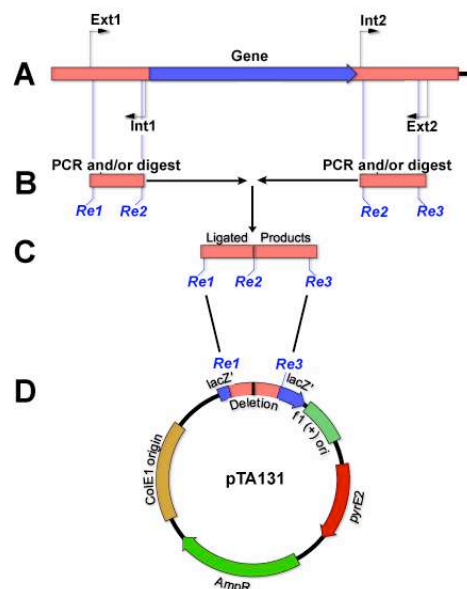 Ext1
Int2
Gene
A
Int1
Ext2
PCR and/or digest
PCR and/or digest
B
Re1
Re2
Re2
Re3
C
Ligated Products
Re1
Re2
Re3
Re1
Re3
D
lacZ'
lacZ'
Deletion
f1 (+) ori
ColE1 origin
pTA131
pyrE2
AmpR